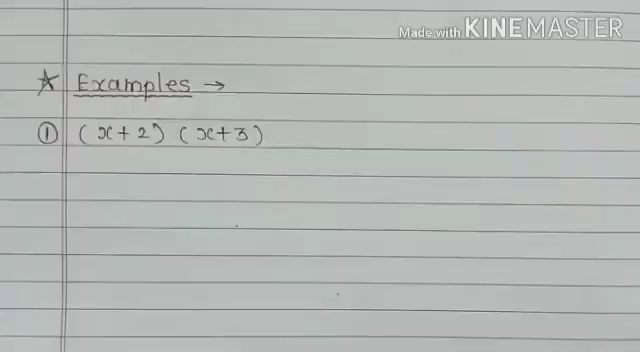 Made with KINEMASTER
☆ Examples →
① (x+2) (x+3)